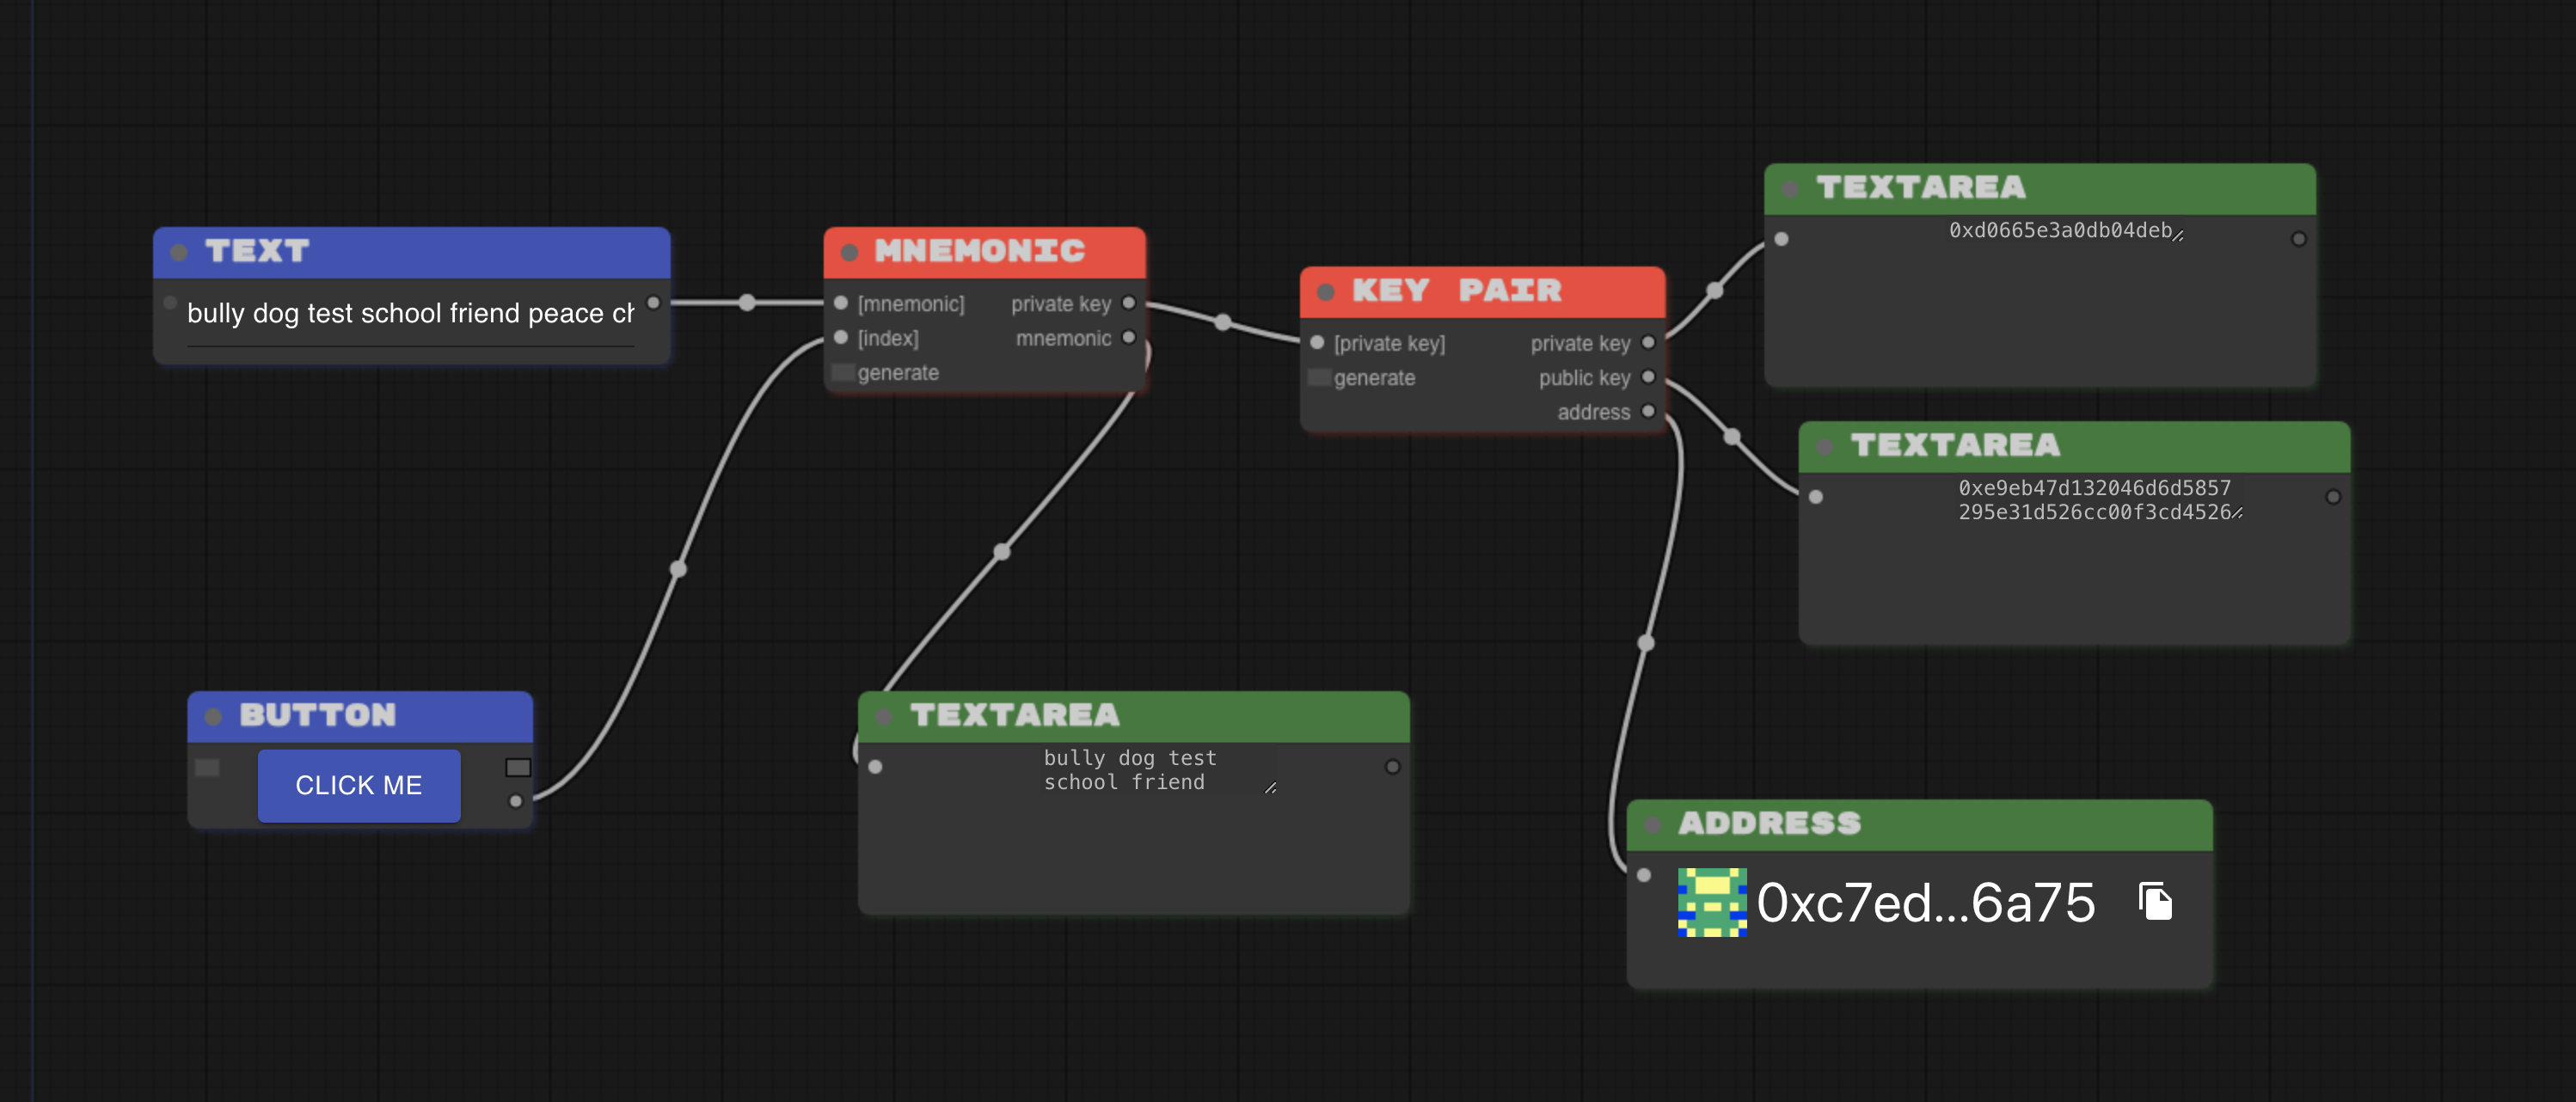 TEXT
bully dog test school friend peace ch
MNEMONIC
[mnemonic] private key
[index] mnemonic
generate
KEY PAIR
[private key] private key
generate public key
address
TEXTAREA
0xd0665e3a0db04deb
TEXTAREA
0xe9eb47d132046d6d5857
295e31d526cc00f3cd4526
BUTTON
CLICK ME
TEXTAREA
bully dog test
school friend
ADDRESS
0xc7ed...6a75